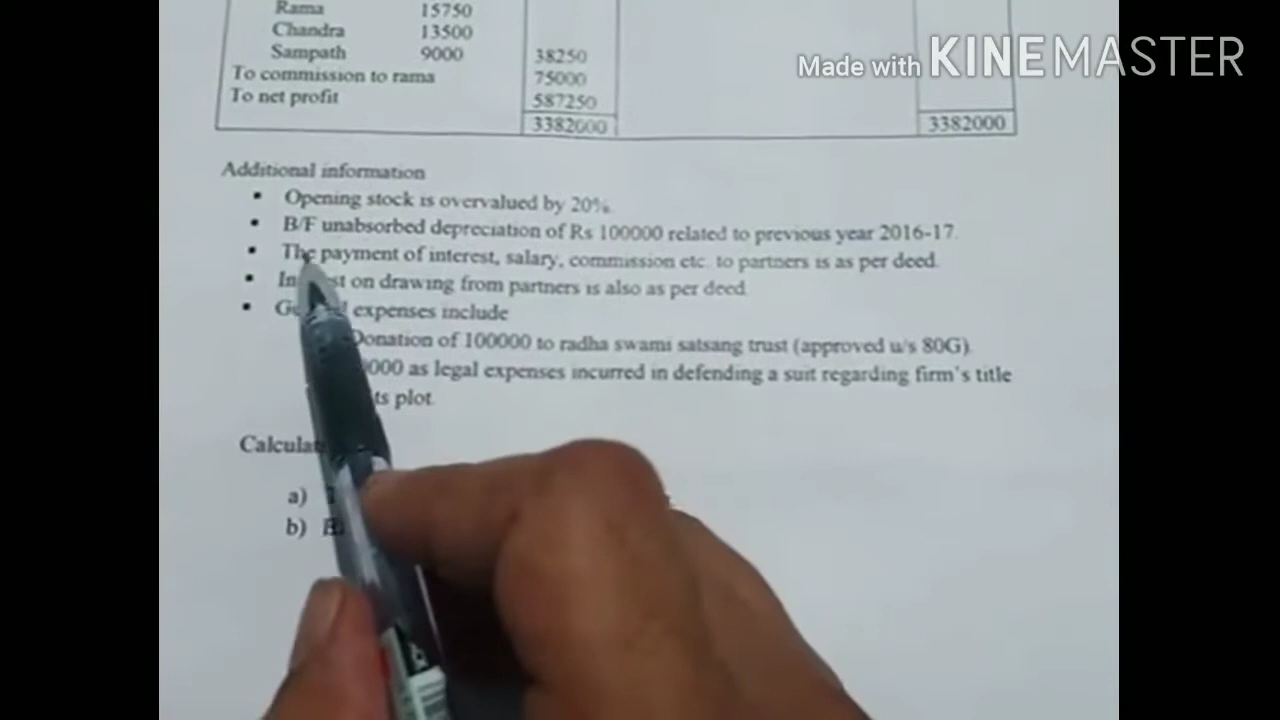 Rama 15750
Made with KINEMASTER
Chandra 13500
Sampath 9000 38250
To commission to rama 75000
To net profit 587250
3382000 3382000
Additional information
Opening stock is overvalued by 20%.
B/F unabsorbed depreciation of Rs 100000 related to previous year 2016-17.
The payment of interest, salary, commission etc. to partners is as per deed.
on drawing from partners is also as per deed.
expenses include
Donation of 100000 to radha swami satsang trust (approved u/s 80G).
000 as legal expenses incurred in defending a suit regarding firm's title
plot.
a)
b)